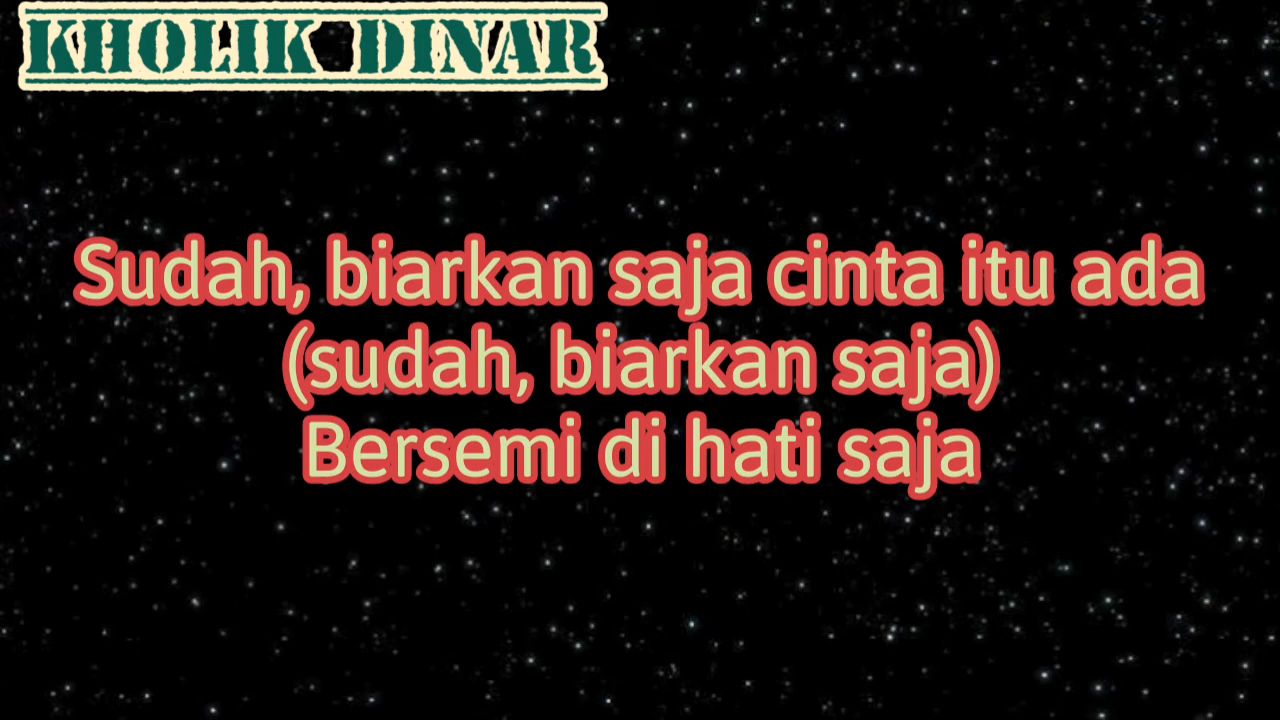 KHOLIK DINAR
Sudah, biarkan saja cinta itu ada
(sudah, biarkan saja)
Bersemi di hati saja